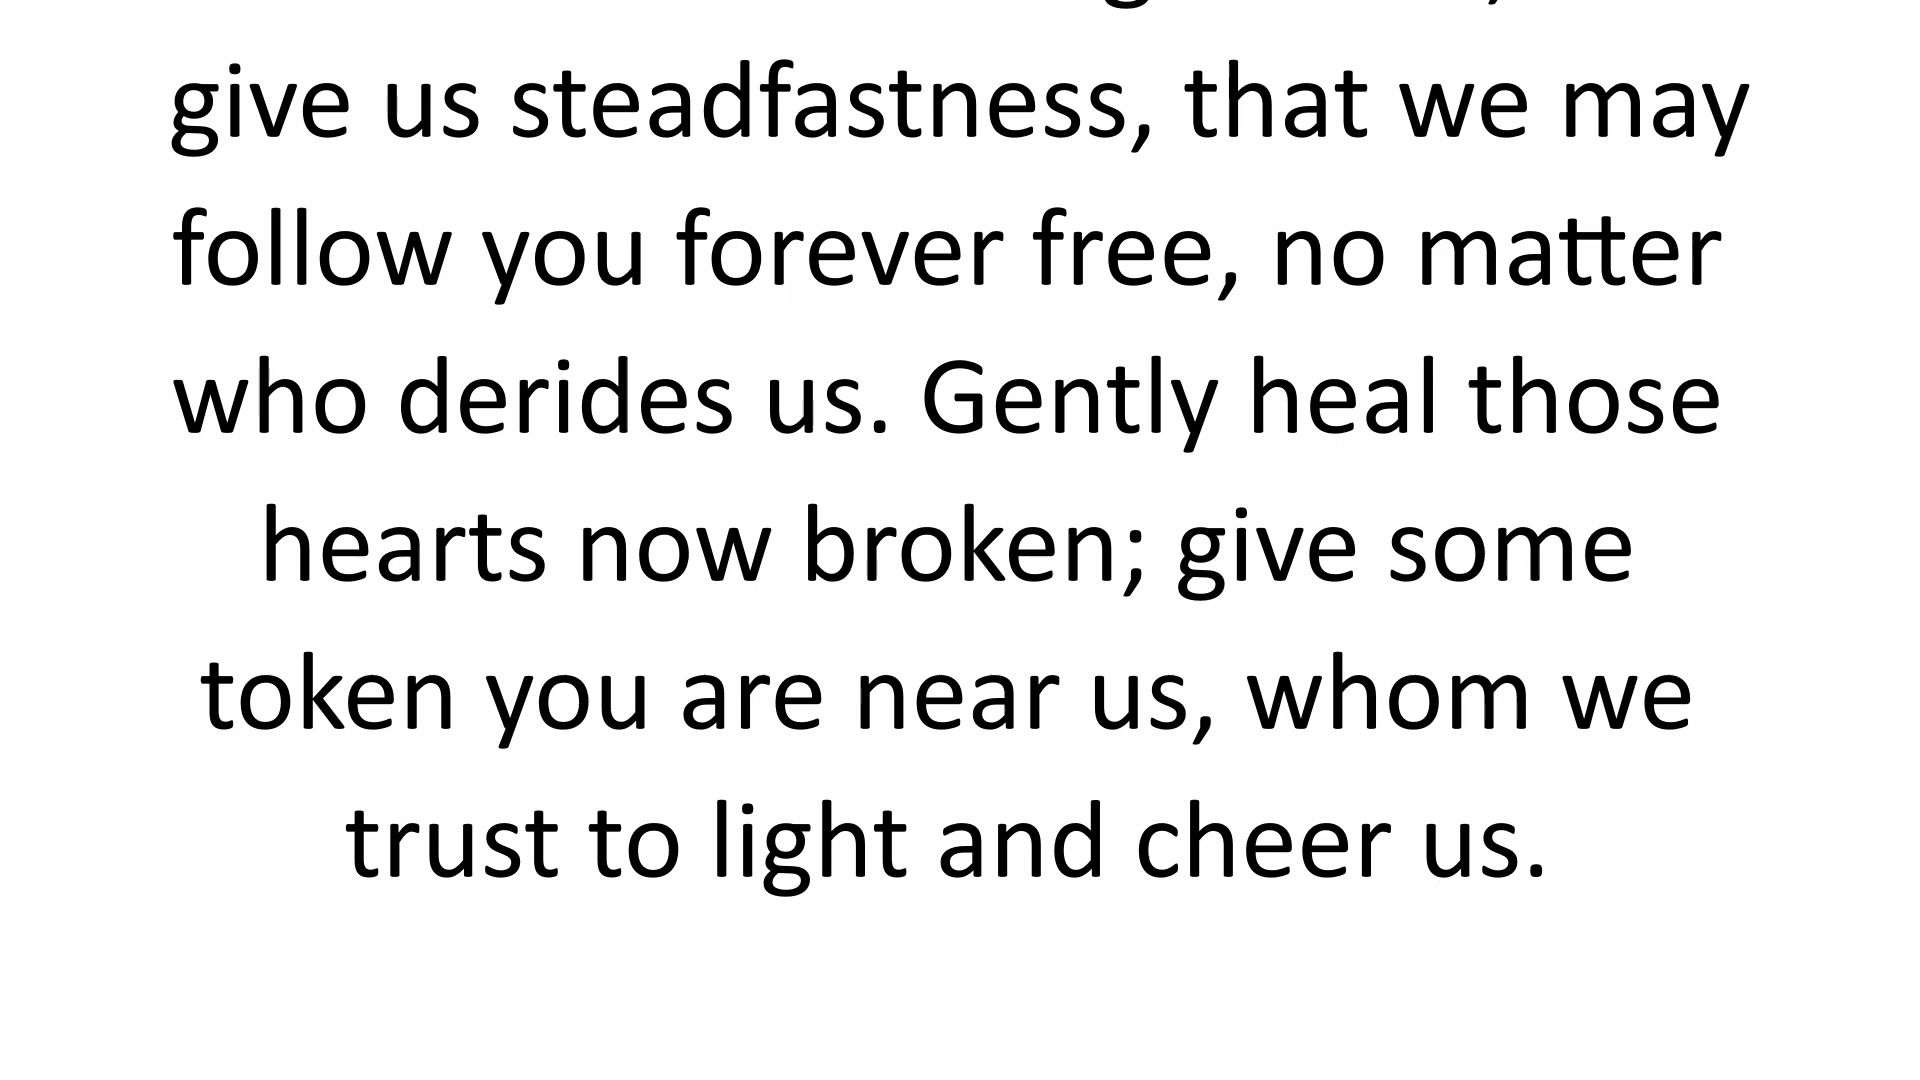 give us steadfastness, that we may
follow you forever free, no matter
who derides us. Gently heal those
hearts now broken; give some
token you are near us, whom we
trust to light and cheer us.